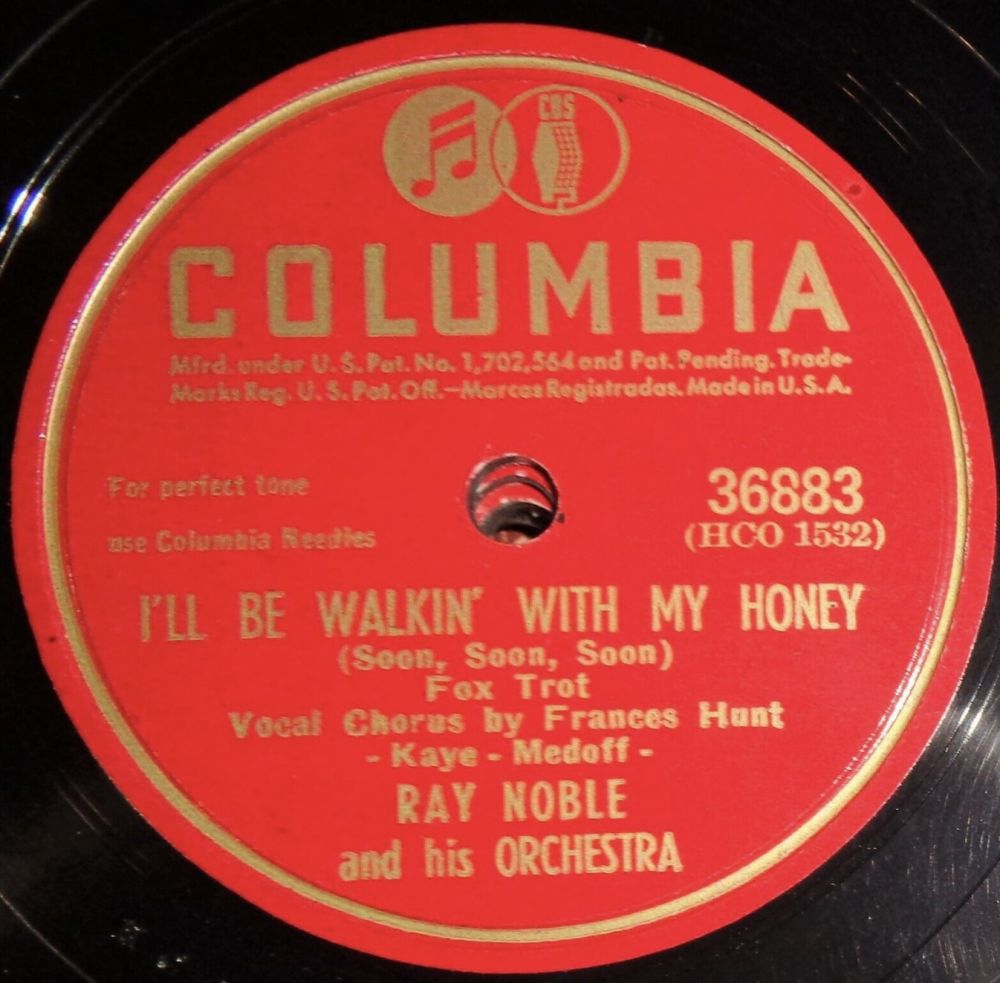 CBS
COLUMBIA
Mfrd. under U.S. Pat. No. 1,702,564 and Pat. Pending. Trade-
Marks Reg. U.S. Pat. Off.—Marcas Registradas. Made in U.S.A.
For perfect tone
use Columbia Needles
36883
(HCO 1532)
I'LL BE WALKIN' WITH MY HONEY
(Soon, Soon, Soon)
Fox Trot
Vocal Chorus by Frances Hunt
- Kaye - Medoff -
RAY NOBLE
and his ORCHESTRA